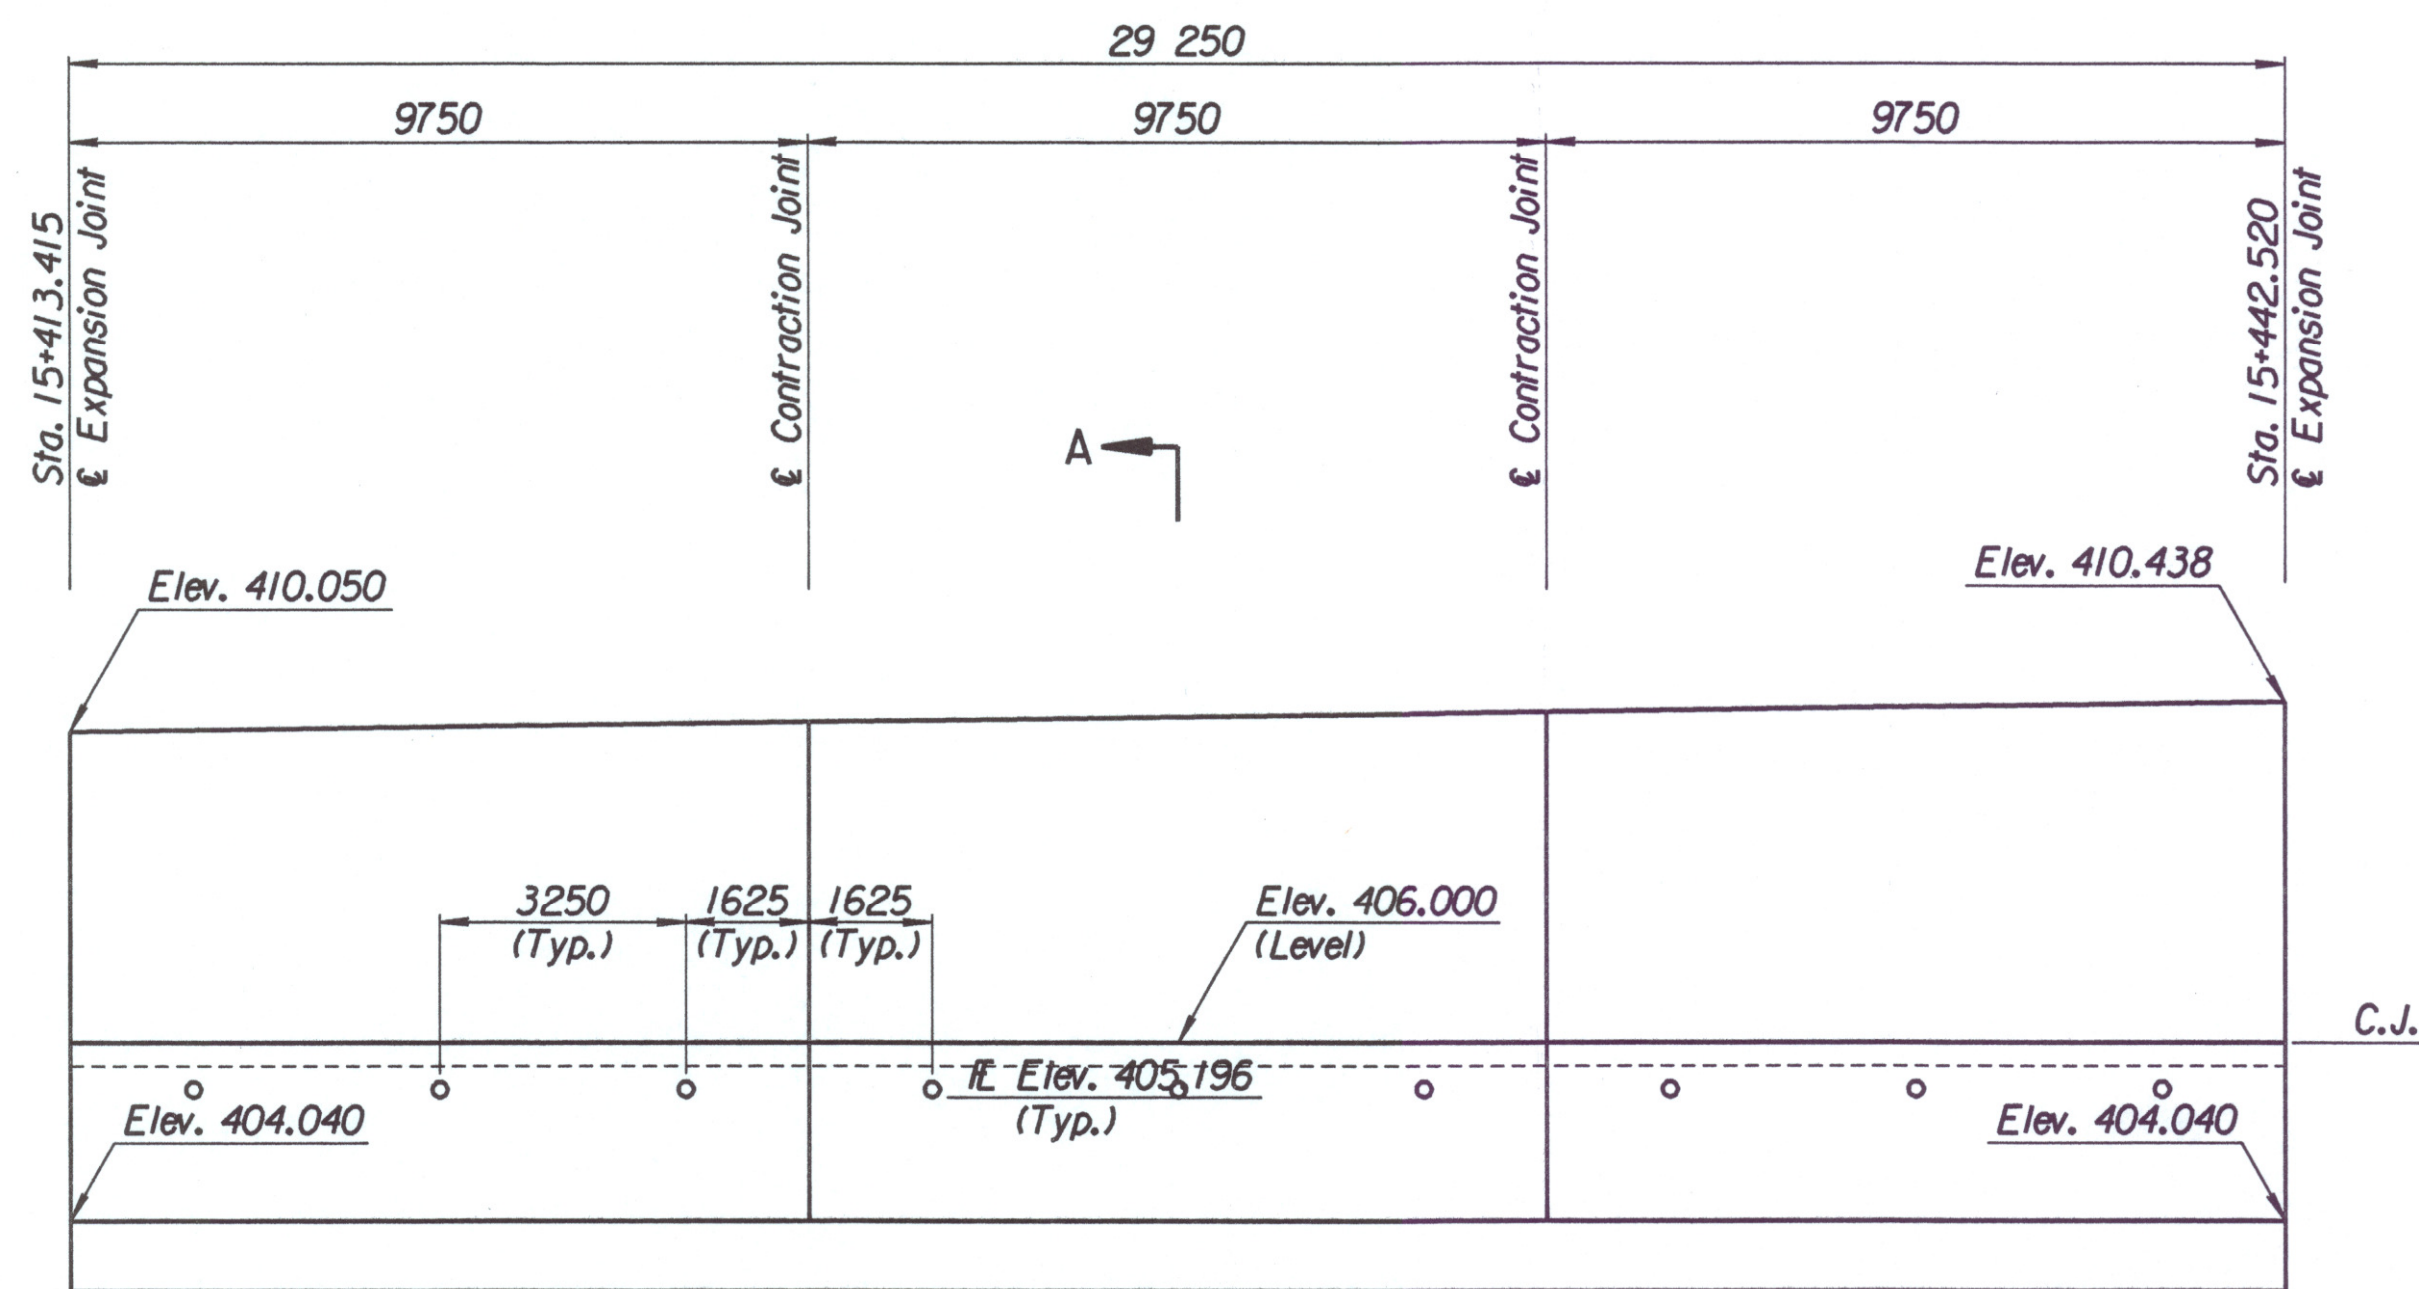 29 250
9750
9750
9750
Sta. 15+413.415
℄ Expansion Joint
℄ Contraction Joint
℄ Contraction Joint
Sta. 15+442.520
℄ Expansion Joint
A
Elev. 410.050
Elev. 410.438
3250
(Typ.)
1625
(Typ.)
1625
(Typ.)
Elev. 406.000
(Level)
C.J.
Elev. 405.196
(Typ.)
Elev. 404.040
Elev. 404.040